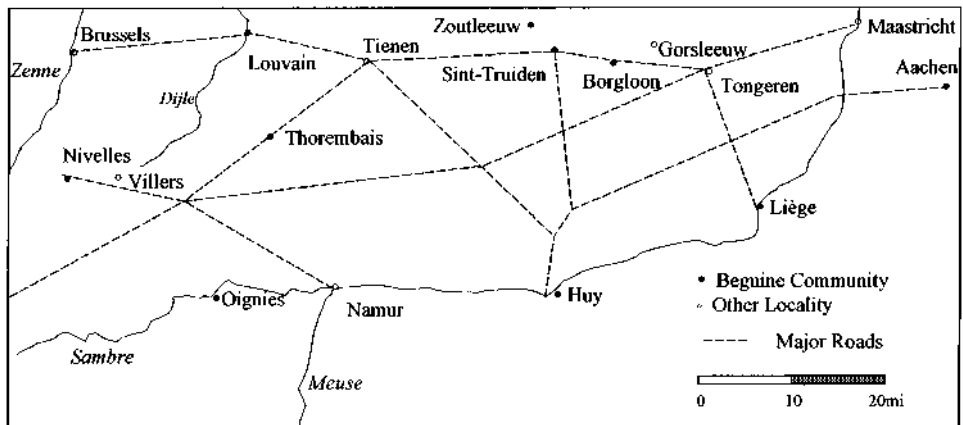 Zoutleeuw
Maastricht
Brussels
Tienen
Gorsleeuw
Zenne
Louvain
Sint-Truiden
Borgloon
Aachen
Tongeren
Dijle
Thorembais
Nivelles
Villers
Liège
Oignies
Namur
Huy
Sambre
Meuse
Beguine Community
Other Locality
Major Roads
0 10 20mi